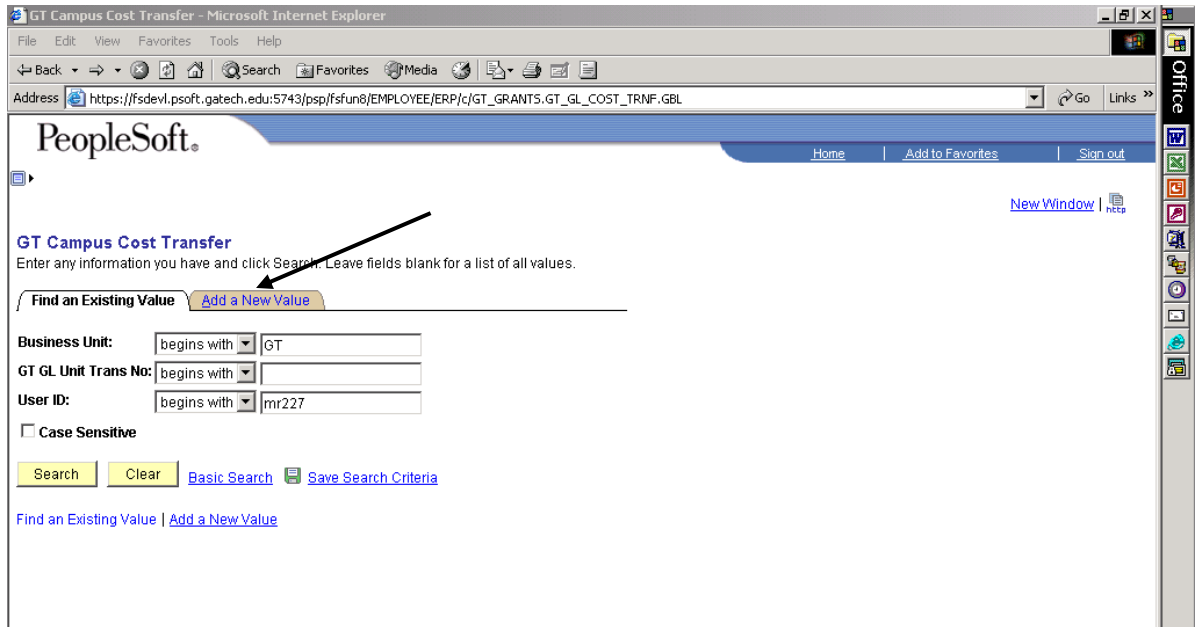 GT Campus Cost Transfer - Microsoft Internet Explorer
File Edit View Favorites Tools Help
Back Search Favorites Media
Address https://fsdevl.psoft.gatech.edu:5743/psp/fsfun8/EMPLOYEE/ERP/c/GT_GRANTS.GT_GL_COST_TRNF.GBL Go Links »
Office
PeopleSoft®
Home | Add to Favorites | Sign out
New Window | http
GT Campus Cost Transfer
Enter any information you have and click Search. Leave fields blank for a list of all values.
Find an Existing Value Add a New Value
Business Unit: begins with GT
GT GL Unit Trans No: begins with
User ID: begins with mr227
Case Sensitive
Search Clear Basic Search Save Search Criteria
Find an Existing Value | Add a New Value